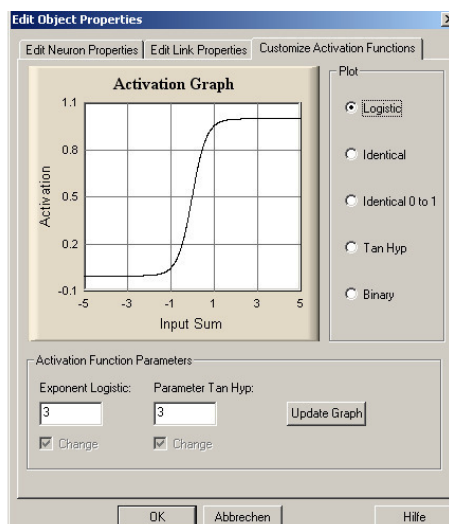 Edit Object Properties
Edit Neuron Properties
Edit Link Properties
Customize Activation Functions
Activation Graph
1.1
0.8
0.5
0.2
-0.1
Activation
-5
-3
-1
1
3
5
Input Sum
Plot
Logistic
Identical
Identical 0 to 1
Tan Hyp
Binary
Activation Function Parameters
Exponent Logistic:
Parameter Tan Hyp:
3
3
Update Graph
Change
Change
OK
Abbrechen
Hilfe